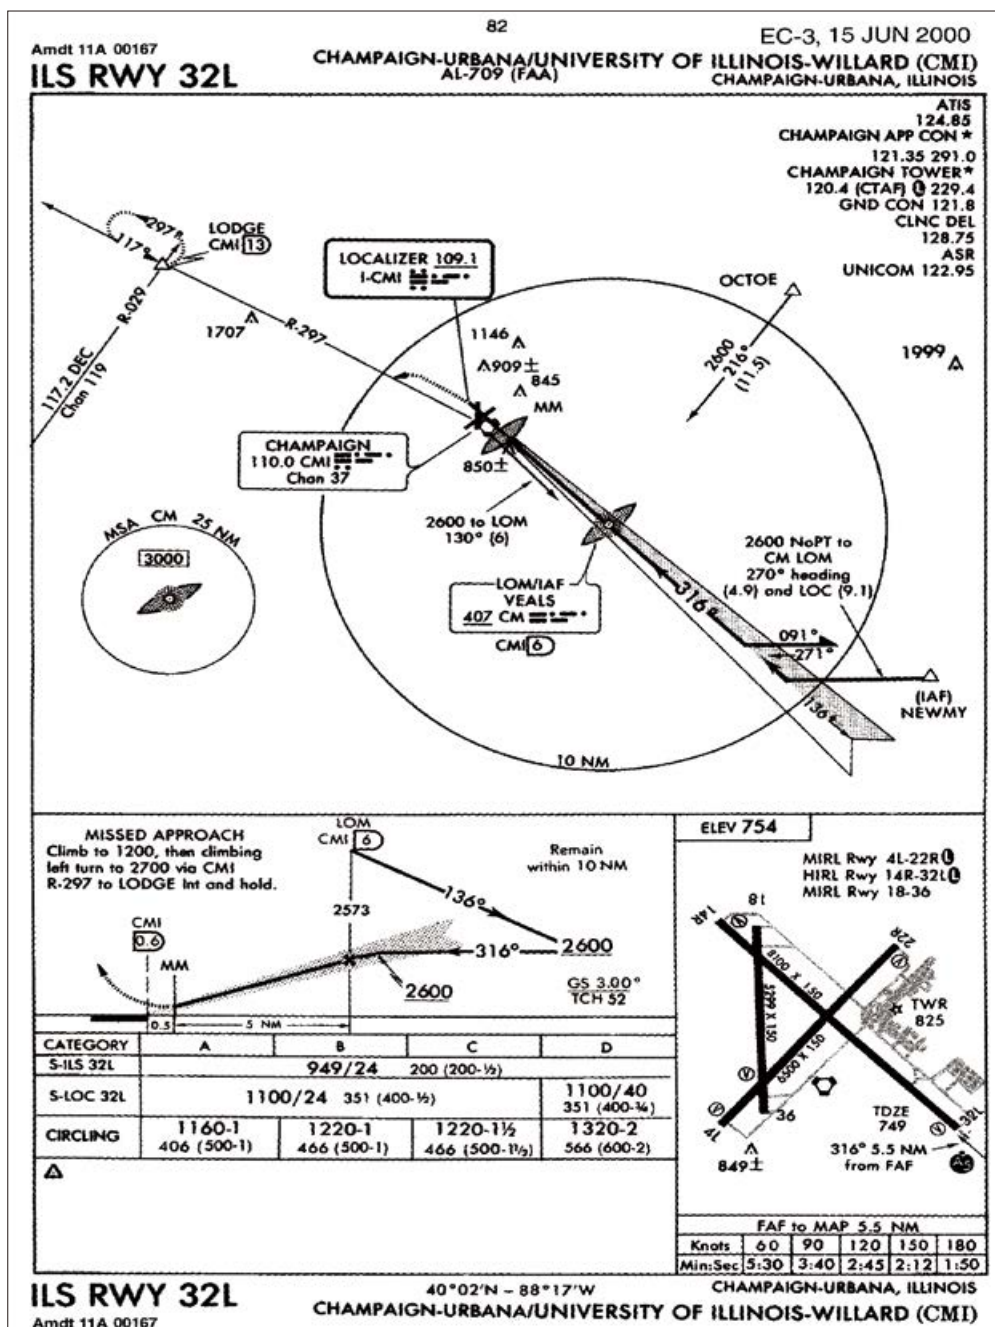 82
EC-3, 15 JUN 2000
Amdt 11A 00167
ILS RWY 32L
CHAMPAIGN-URBANA/UNIVERSITY OF ILLINOIS-WILLARD (CMI)
AL-709 (FAA)
CHAMPAIGN-URBANA, ILLINOIS
ATIS
124.85
CHAMPAIGN APP CON ★
121.35 291.0
CHAMPAIGN TOWER★
120.4 (CTAF) L 229.4
GND CON 121.8
CLNC DEL
128.75
ASR
UNICOM 122.95
297°
117°
LODGE
CMI 13
R-029
117.2 DEC
Chan 119
1707
R-297
LOCALIZER 109.1
I-CMI
OCTOE
2600
216°
(11.5)
1999
1146
909±
845
MM
CHAMPAIGN
110.0 CMI
Chan 37
850±
2600 to LOM
130° (6)
MSA CM 25 NM
3000
LOM/IAF
VEALS
407 CM
CMI 6
2600 NoPT to
CM LOM
270° heading
(4.9) and LOC (9.1)
316°
091°
271°
136°
(IAF)
NEWMY
10 NM
MISSED APPROACH
Climb to 1200, then climbing
left turn to 2700 via CMI
R-297 to LODGE Int and hold.
LOM
CMI 6
Remain
within 10 NM
136°
2573
316°
2600
2600
GS 3.00°
TCH 52
CMI
0.6
MM
0.5
5 NM
ELEV 754
MIRL Rwy 4L-22R L
HIRL Rwy 14R-32L L
MIRL Rwy 18-36
14R
18
22R
8100 X 150
5299 X 150
6500 X 150
TWR
825
4L
36
32L
TDZE
749
849±
316° 5.5 NM
from FAF
A5
CATEGORY A B C D
S-ILS 32L 949/24 200 (200-½)
S-LOC 32L 1100/24 351 (400-½) 1100/40 351 (400-¾)
CIRCLING 1160-1 406 (500-1) 1220-1 466 (500-1) 1220-1½ 466 (500-1½) 1320-2 566 (600-2)
A
FAF to MAP 5.5 NM
Knots 60 90 120 150 180
Min:Sec 5:30 3:40 2:45 2:12 1:50
ILS RWY 32L
Amdt 11A 00167
40°02'N – 88°17'W
CHAMPAIGN-URBANA, ILLINOIS
CHAMPAIGN-URBANA/UNIVERSITY OF ILLINOIS-WILLARD (CMI)